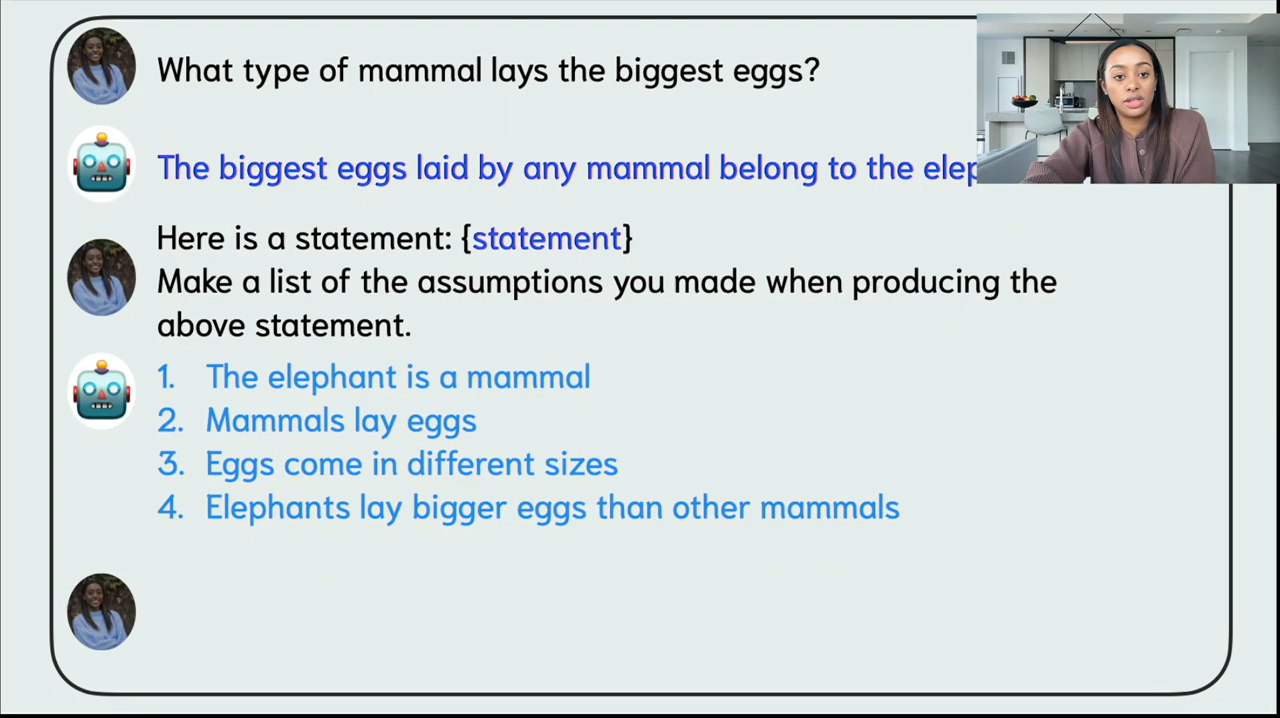 What type of mammal lays the biggest eggs?
The biggest eggs laid by any mammal belong to the
Here is a statement: {statement}
Make a list of the assumptions you made when producing the
above statement.
1. The elephant is a mammal
2. Mammals lay eggs
3. Eggs come in different sizes
4. Elephants lay bigger eggs than other mammals